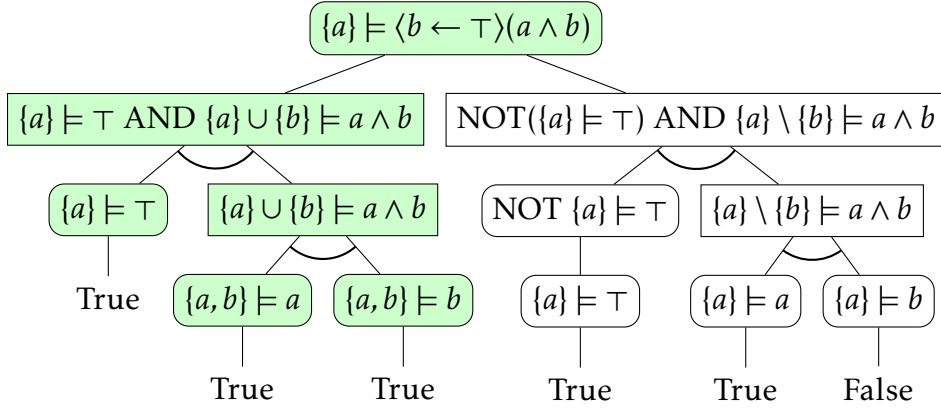 {a} ⊨ ⟨b ← ⊤⟩(a ∧ b)
{a} ⊨ ⊤ AND {a} ∪ {b} ⊨ a ∧ b
NOT({a} ⊨ ⊤) AND {a} \ {b} ⊨ a ∧ b
{a} ⊨ ⊤
{a} ∪ {b} ⊨ a ∧ b
NOT {a} ⊨ ⊤
{a} \ {b} ⊨ a ∧ b
True
{a, b} ⊨ a
{a, b} ⊨ b
{a} ⊨ ⊤
{a} ⊨ a
{a} ⊨ b
True
True
True
True
False